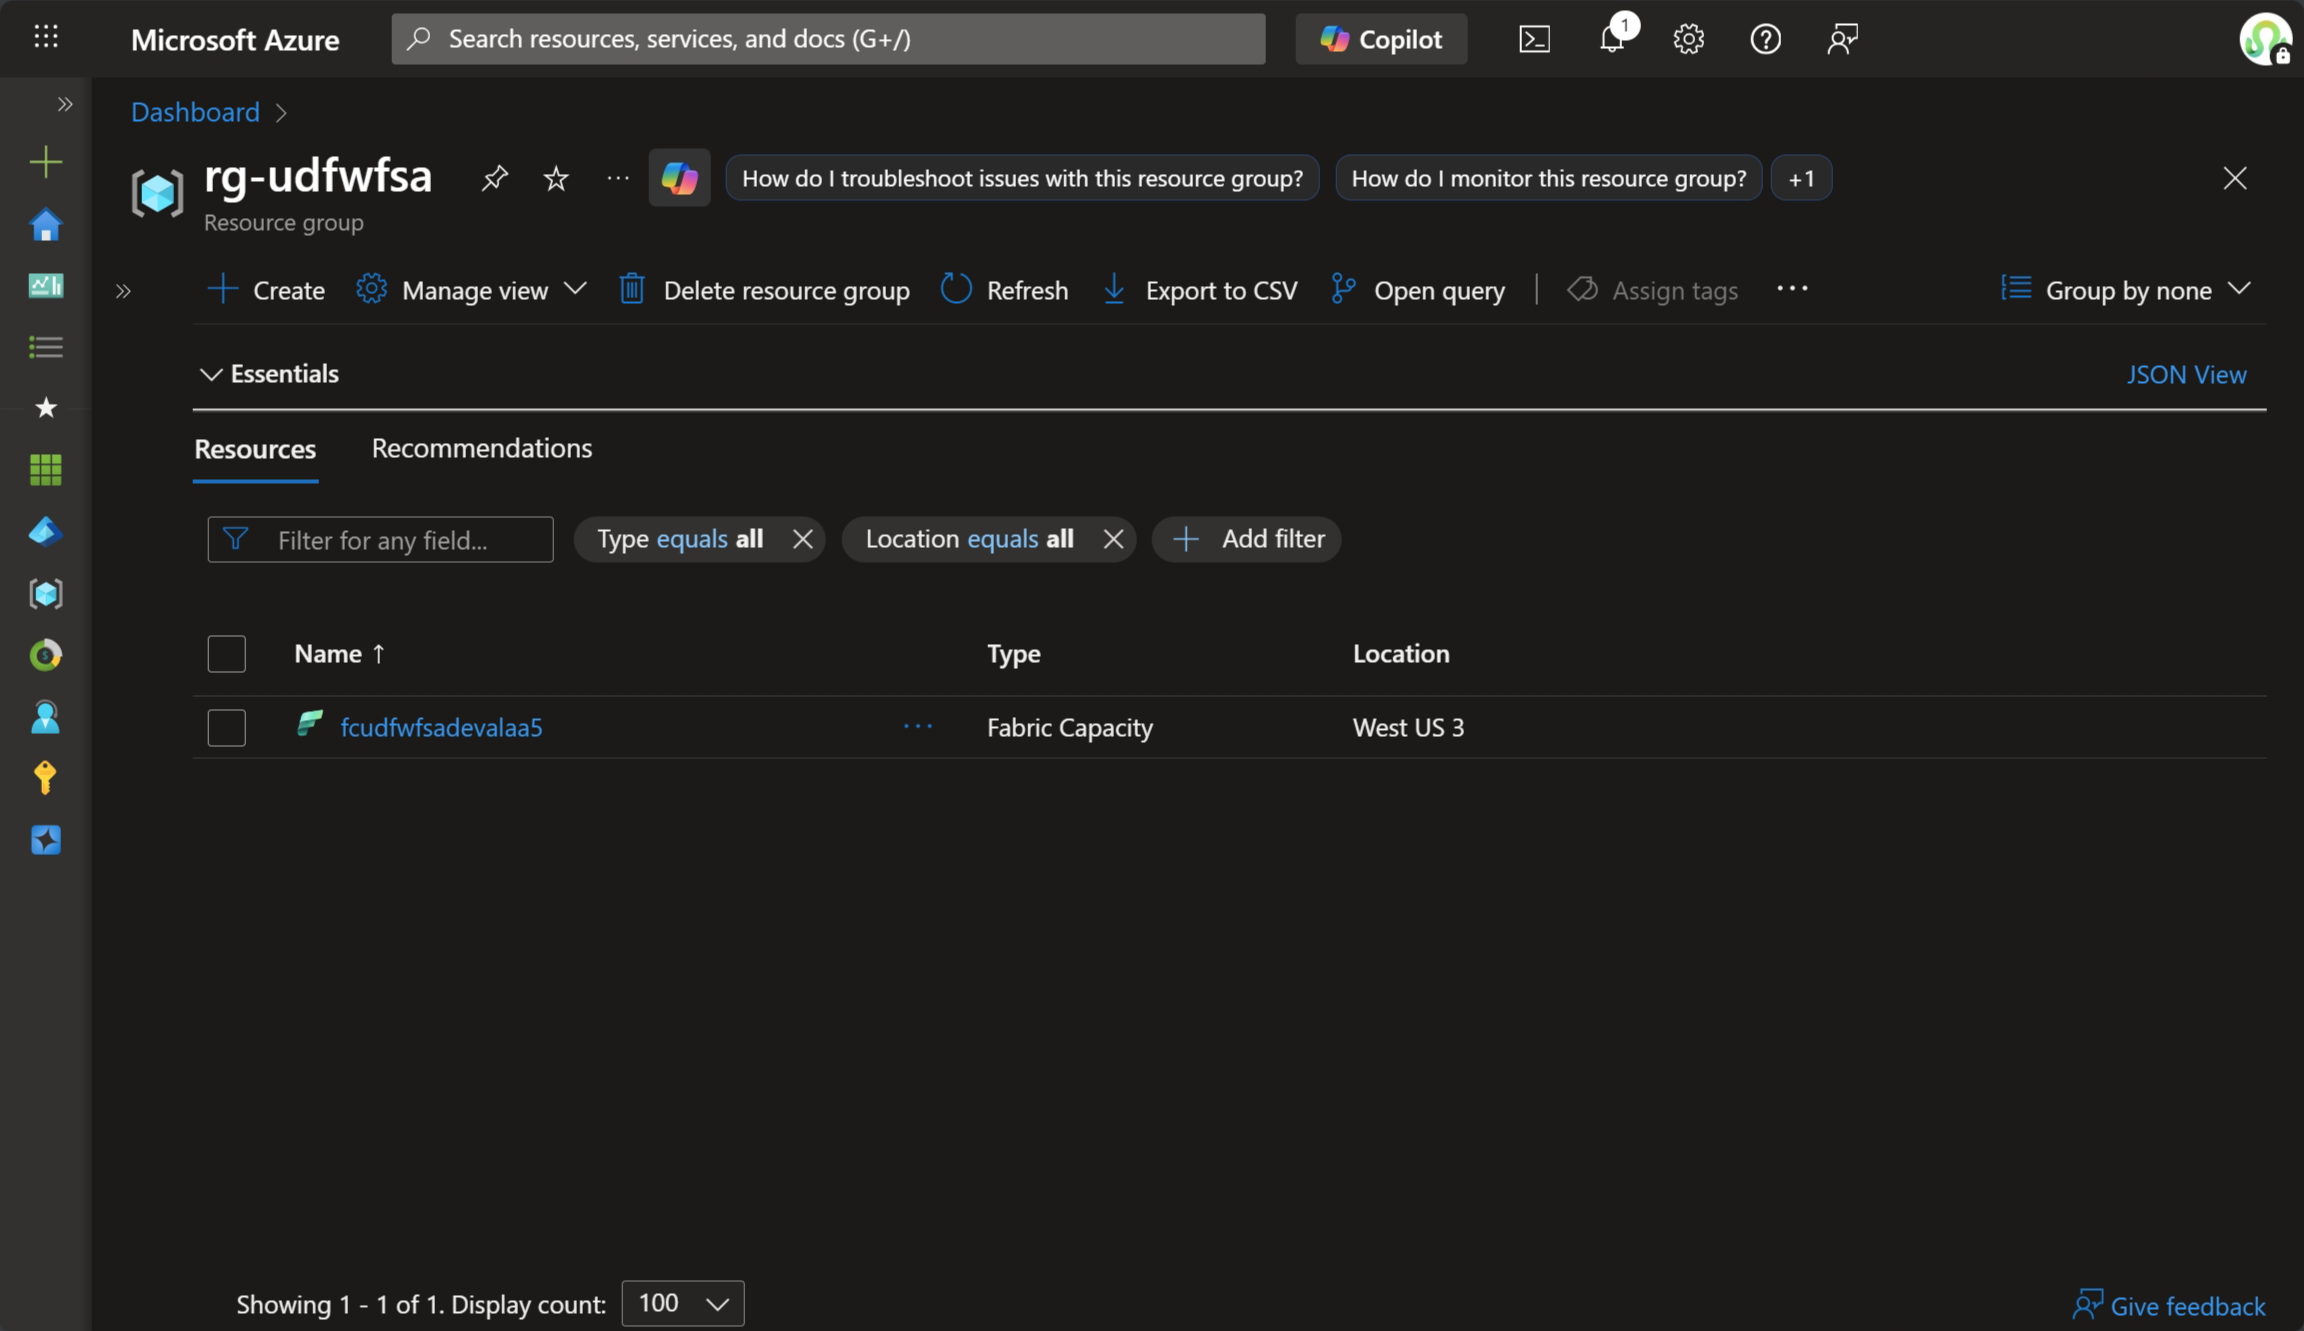 Microsoft Azure
Search resources, services, and docs (G+/)
Copilot
1
Dashboard
rg-udfwfsa
Resource group
How do I troubleshoot issues with this resource group?
How do I monitor this resource group?
+1
Create
Manage view
Delete resource group
Refresh
Export to CSV
Open query
Assign tags
Group by none
Essentials
JSON View
Resources
Recommendations
Filter for any field...
Type equals all
Location equals all
Add filter
Name ↑
Type
Location
fcudfwfsadevalaa5
Fabric Capacity
West US 3
Showing 1 - 1 of 1. Display count:
100
Give feedback